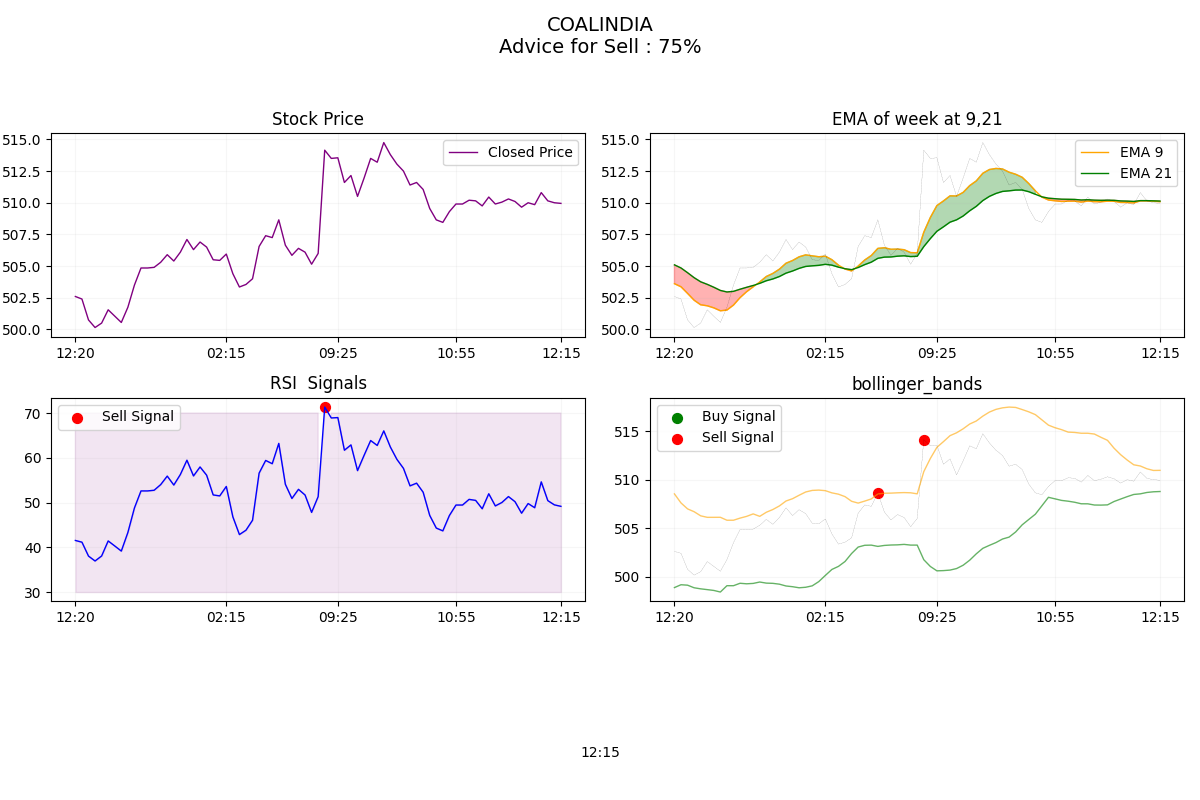 COALINDIA
Advice for Sell : 75%
Stock Price
515.0
512.5
510.0
507.5
505.0
502.5
500.0
Closed Price
12:20 02:15 09:25 10:55 12:15
EMA of week at 9,21
515.0
512.5
510.0
507.5
505.0
502.5
500.0
EMA 9
EMA 21
12:20 02:15 09:25 10:55 12:15
RSI  Signals
70
60
50
40
30
Sell Signal
12:20 02:15 09:25 10:55 12:15
bollinger_bands
515
510
505
500
Buy Signal
Sell Signal
12:20 02:15 09:25 10:55 12:15
12:15